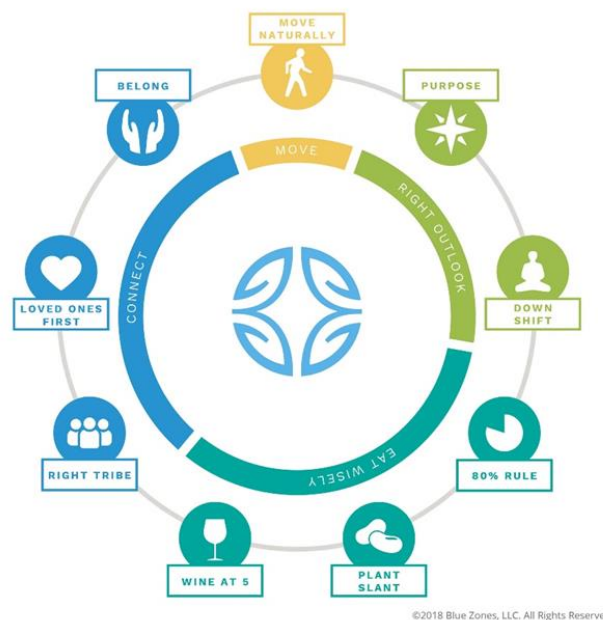 MOVE
NATURALLY
PURPOSE
DOWN
SHIFT
80% RULE
PLANT
SLANT
WINE AT 5
RIGHT TRIBE
LOVED ONES
FIRST
BELONG
MOVE
RIGHT OUTLOOK
EAT WISELY
CONNECT
©2018 Blue Zones, LLC. All Rights Reserve